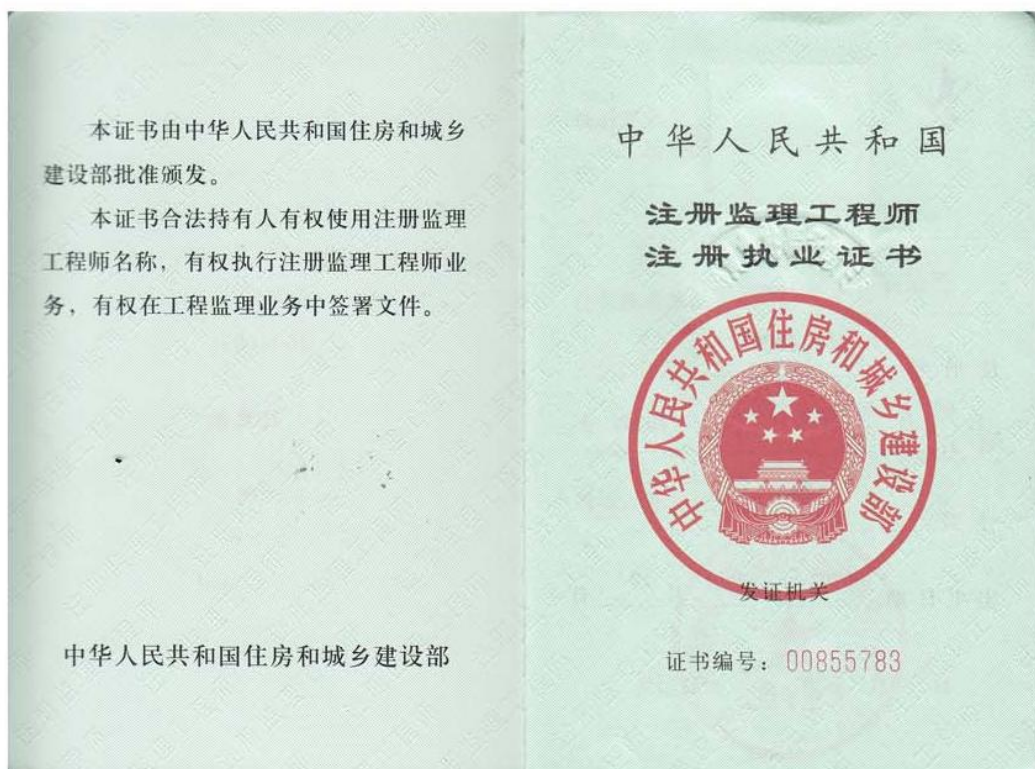 本证书由中华人民共和国住房和城乡
建设部批准颁发。
本证书合法持有人有权使用注册监理
工程师名称，有权执行注册监理工程师业
务，有权在工程监理业务中签署文件。
中华人民共和国住房和城乡建设部
中华人民共和国
注册监理工程师
注册执业证书
中华人民共和国住房和城乡建设部
发证机关
证书编号：00855783